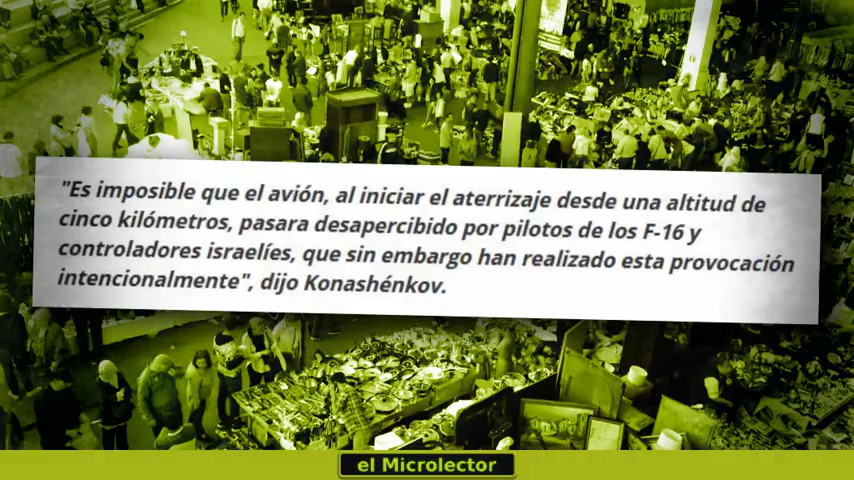 "Es imposible que el avión, al iniciar el aterrizaje desde una altitud de
cinco kilómetros, pasara desapercibido por pilotos de los F-16 y
controladores israelíes, que sin embargo han realizado esta provocación
intencionalmente", dijo Konashénkov.
el Microlector